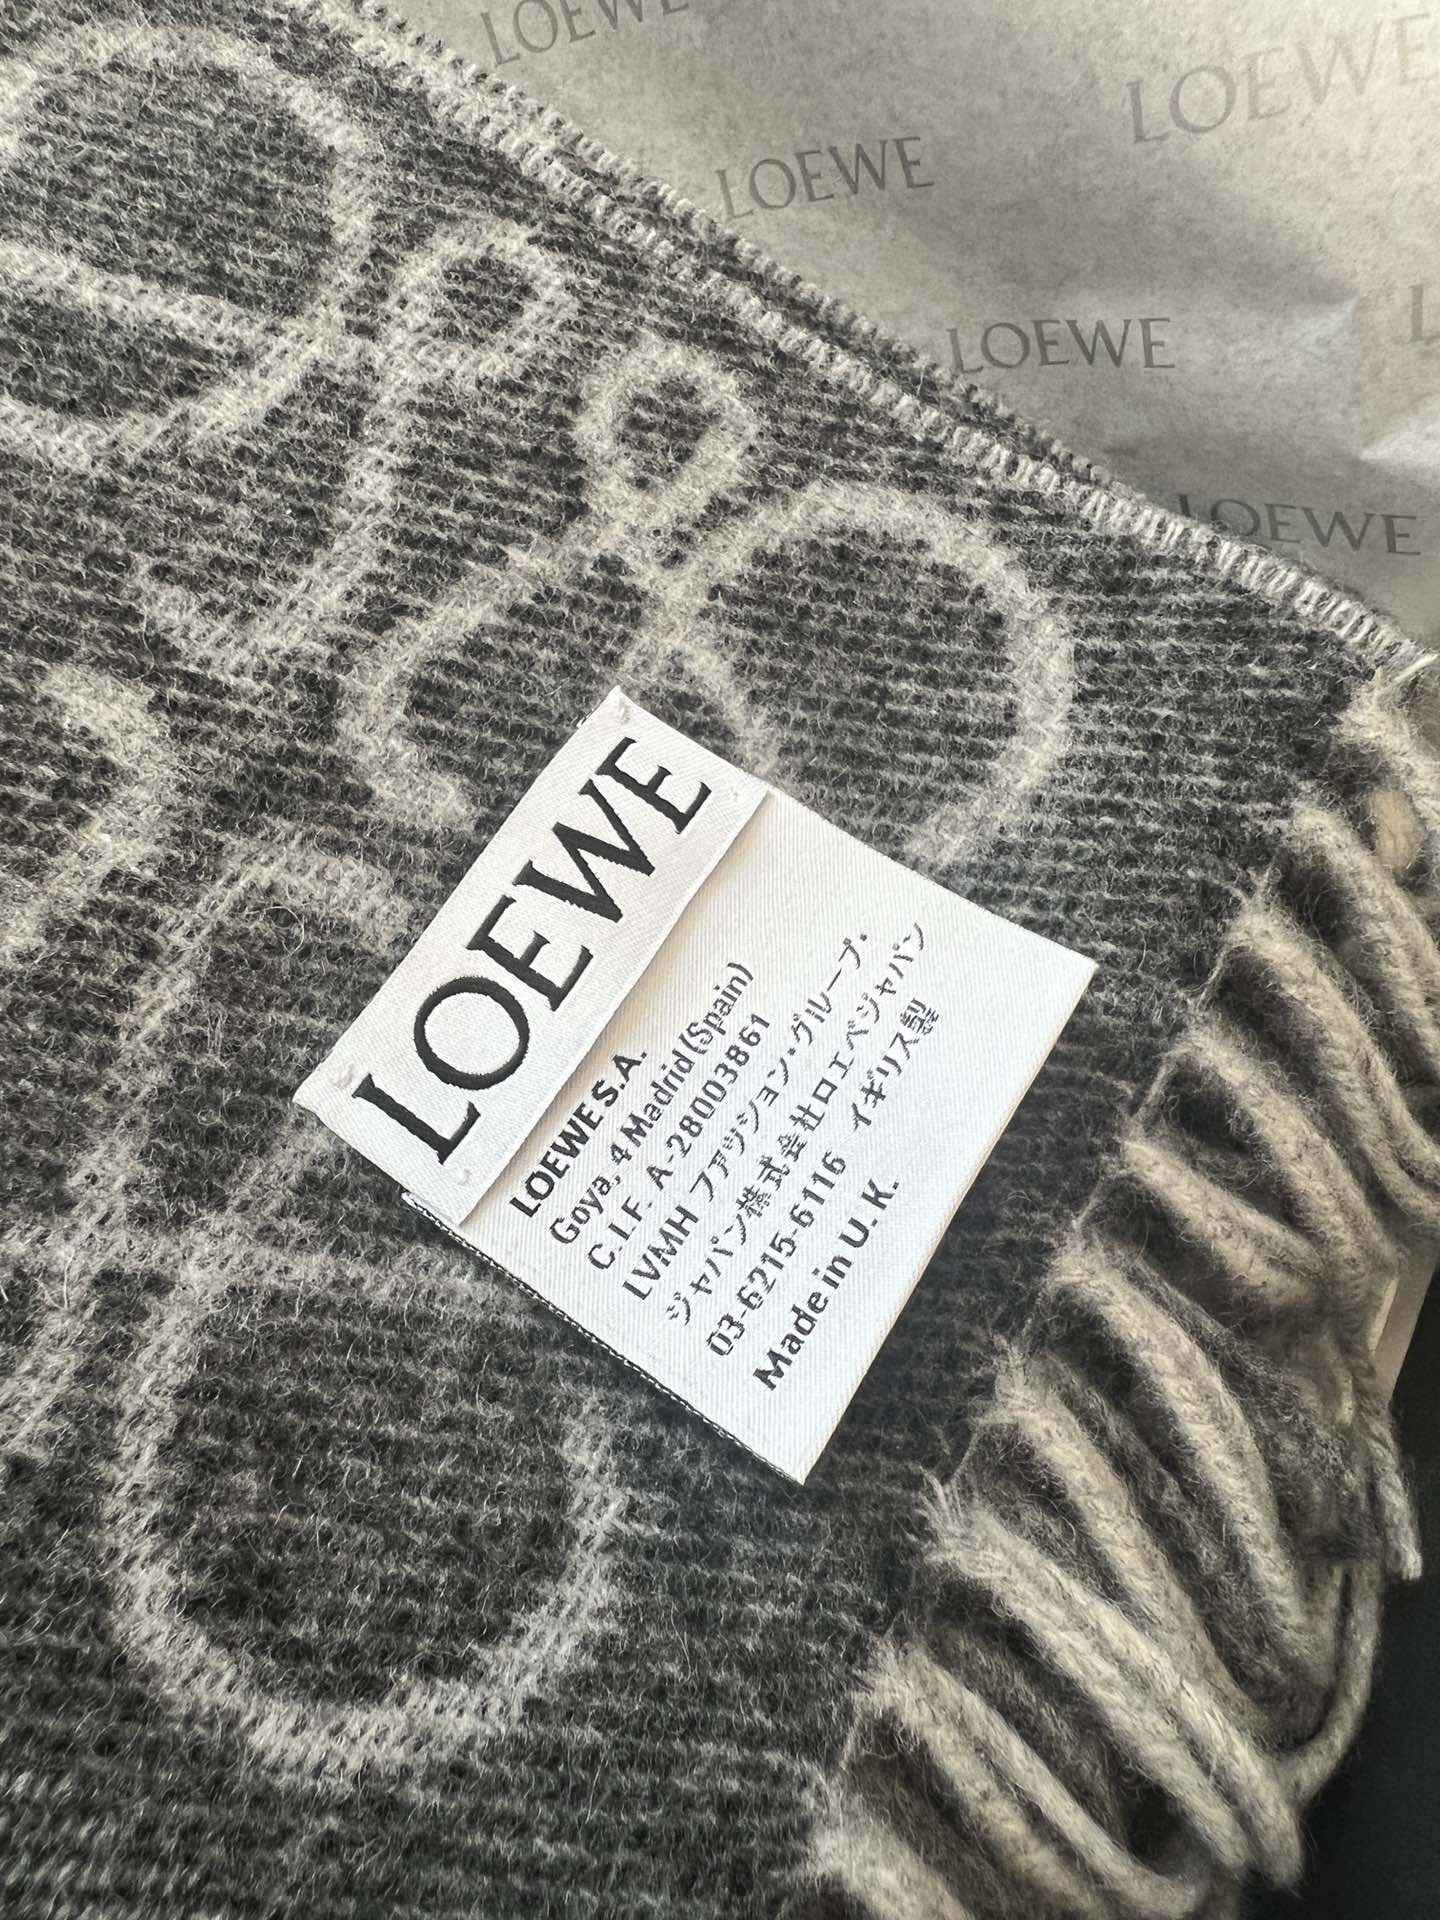 LOEWE
LOEWE
LOEWE
LOEWE
LOEWE
LOEWE
LOEWE S.A.
Goya, 4 Madrid (Spain)
C.I.F. A-28003861
LVMH ファッション・グループ・
ジャパン株式会社ロエベジャパン
03-6215-6116 イギリス製
Made in U.K.